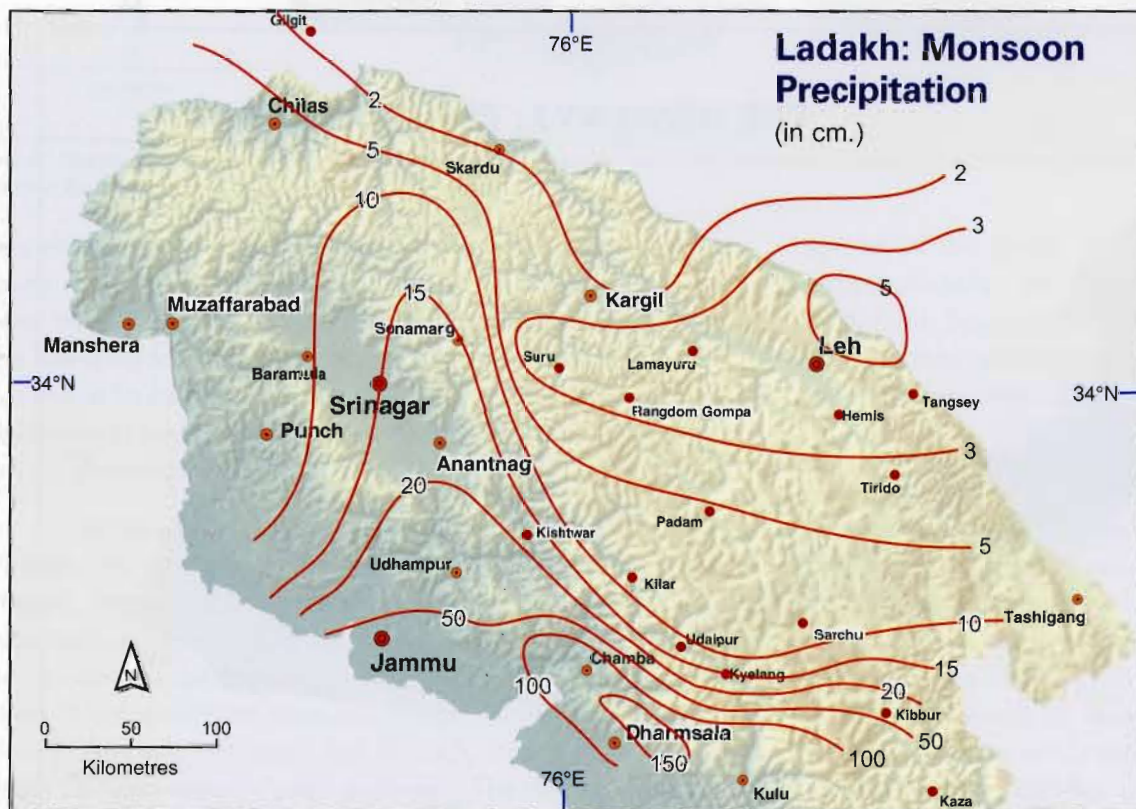 Gilgit
76°E
Ladakh: Monsoon
Precipitation
(in cm.)
Chilas
2
5
Skardu
2
10
3
5
15
Kargil
Muzaffarabad
Manshera
Sonamarg
Leh
Baramula
Suru
Lamayuru
34°N
34°N
Srinagar
Rangdom Gompa
Hemis
Tangsey
Punch
Anantnag
3
20
Tirido
Padam
Kishtwar
5
Udhampur
Kilar
50
Tashigang
10
Jammu
Udaipur
Sarchu
Chamba
15
Kyelang
N
100
20
Kibbur
0 50 100
Dharmsala
50
Kilometres
150
100
76°E
Kulu
Kaza